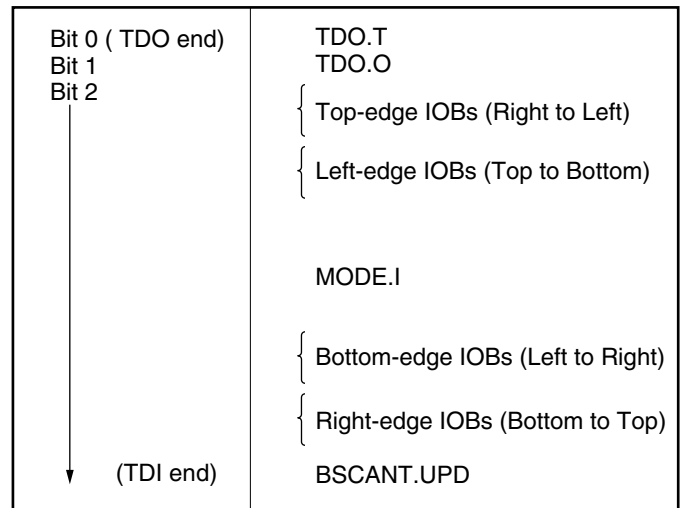 Bit 0 ( TDO end) TDO.T
Bit 1 TDO.O
Bit 2
Top-edge IOBs (Right to Left)
Left-edge IOBs (Top to Bottom)
MODE.I
Bottom-edge IOBs (Left to Right)
Right-edge IOBs (Bottom to Top)
(TDI end) BSCANT.UPD